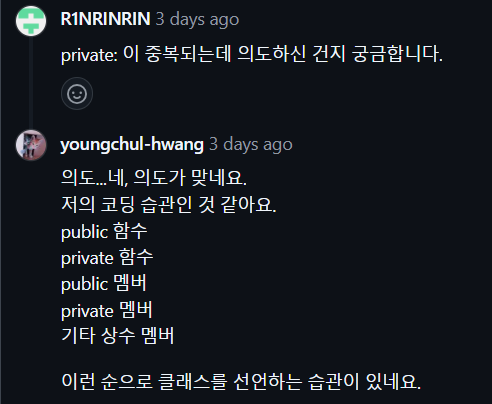 R1NRINRIN 3 days ago
private: 이 중복되는데 의도하신 건지 궁금합니다.
youngchul-hwang 3 days ago
의도...네, 의도가 맞네요.
저의 코딩 습관인 것 같아요.
public 함수
private 함수
public 멤버
private 멤버
기타 상수 멤버
이런 순으로 클래스를 선언하는 습관이 있네요.